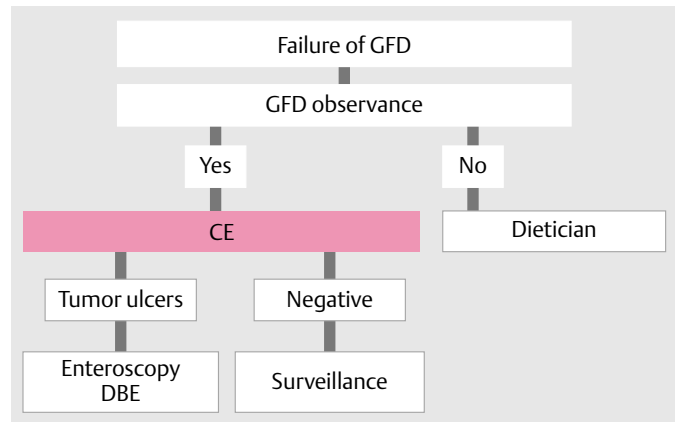 Failure of GFD
GFD observance
Yes
No
CE
Dietician
Tumor ulcers
Negative
Enteroscopy
DBE
Surveillance